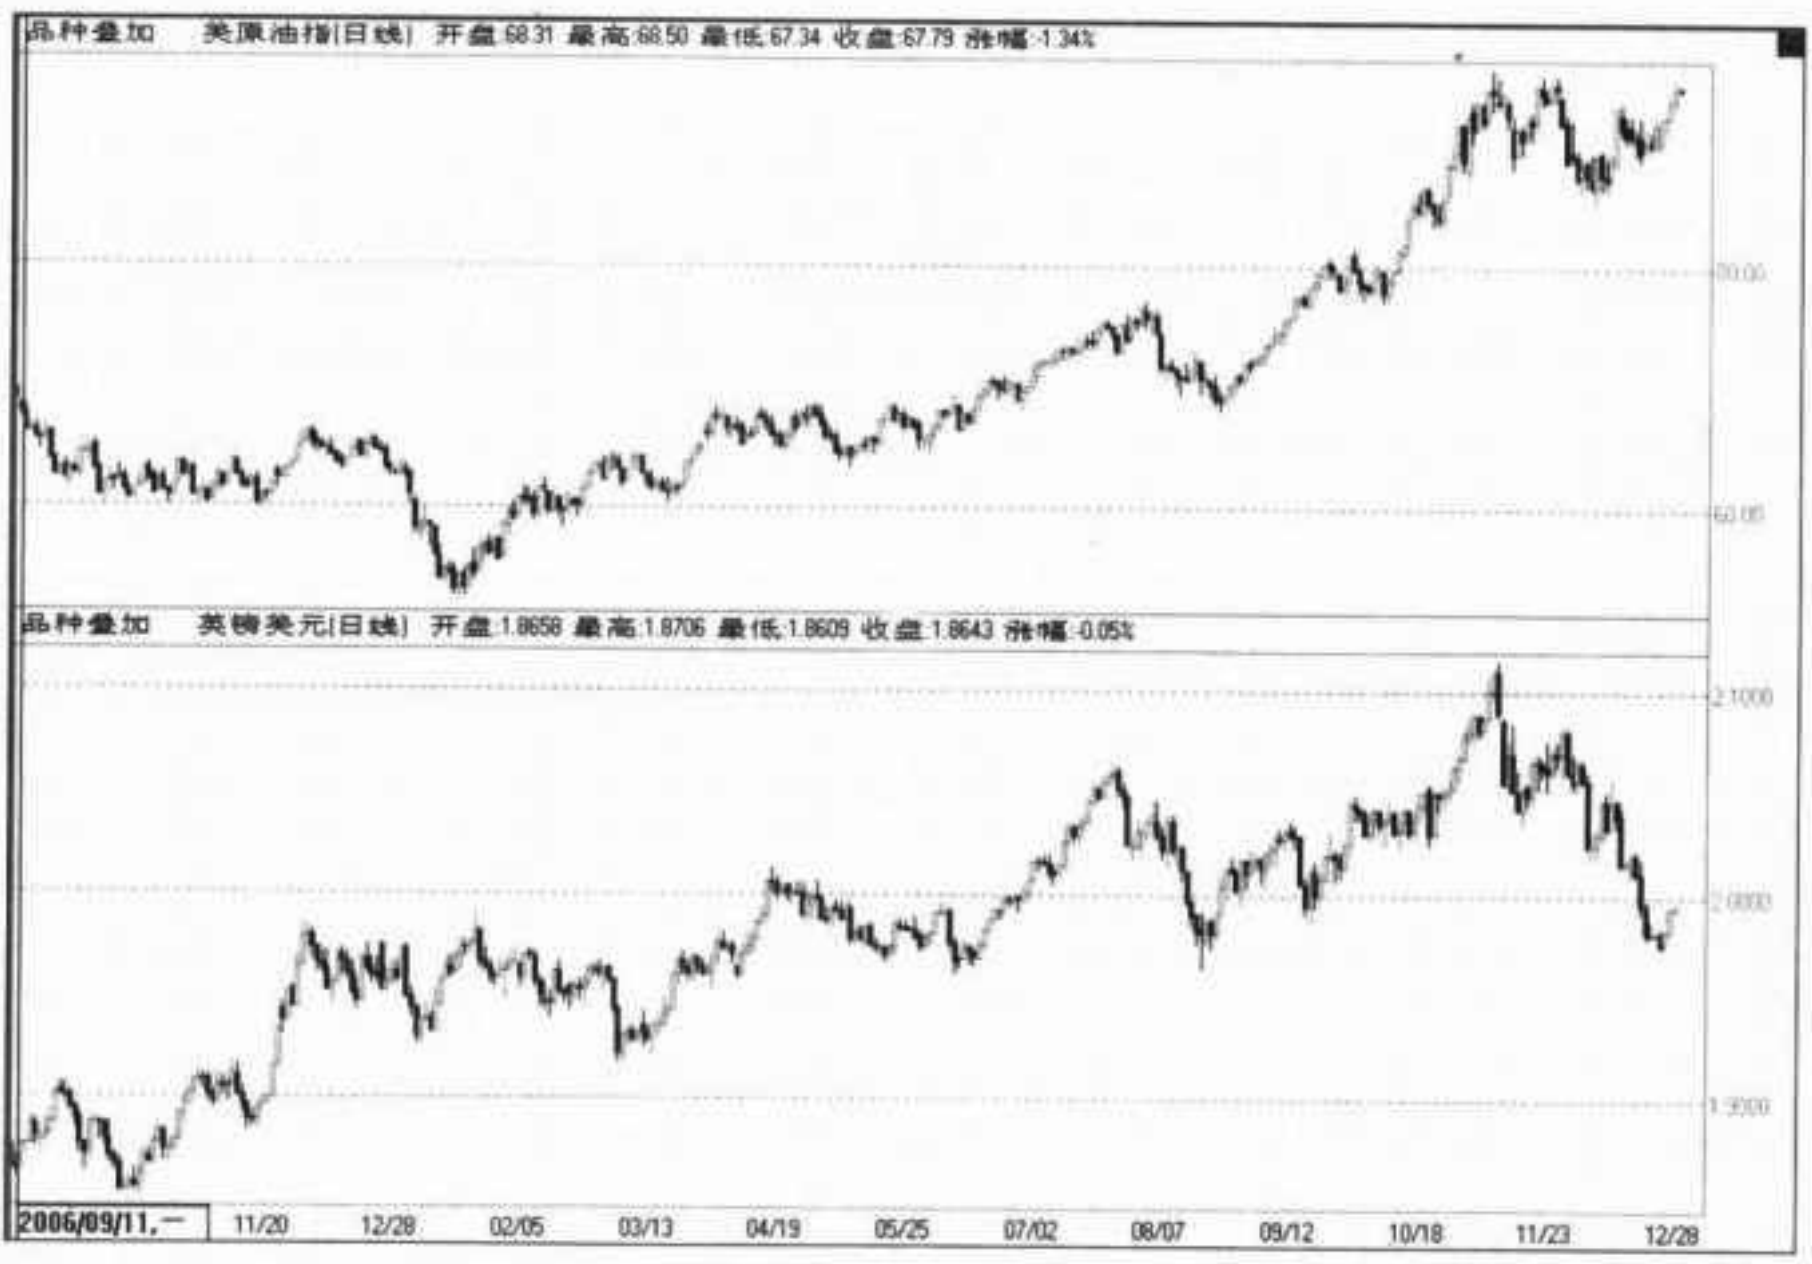 品种叠加 美原油指(日线) 开盘:68.31 最高:68.50 最低:67.34 收盘:67.79 涨幅:-1.34%
60.00
品种叠加 英镑美元(日线) 开盘:1.8658 最高:1.8706 最低:1.8609 收盘:1.8643 涨幅:-0.05%
2.1000
2.0000
1.9000
2006/09/11,一 11/20 12/28 02/05 03/13 04/19 05/25 07/02 08/07 09/12 10/18 11/23 12/28